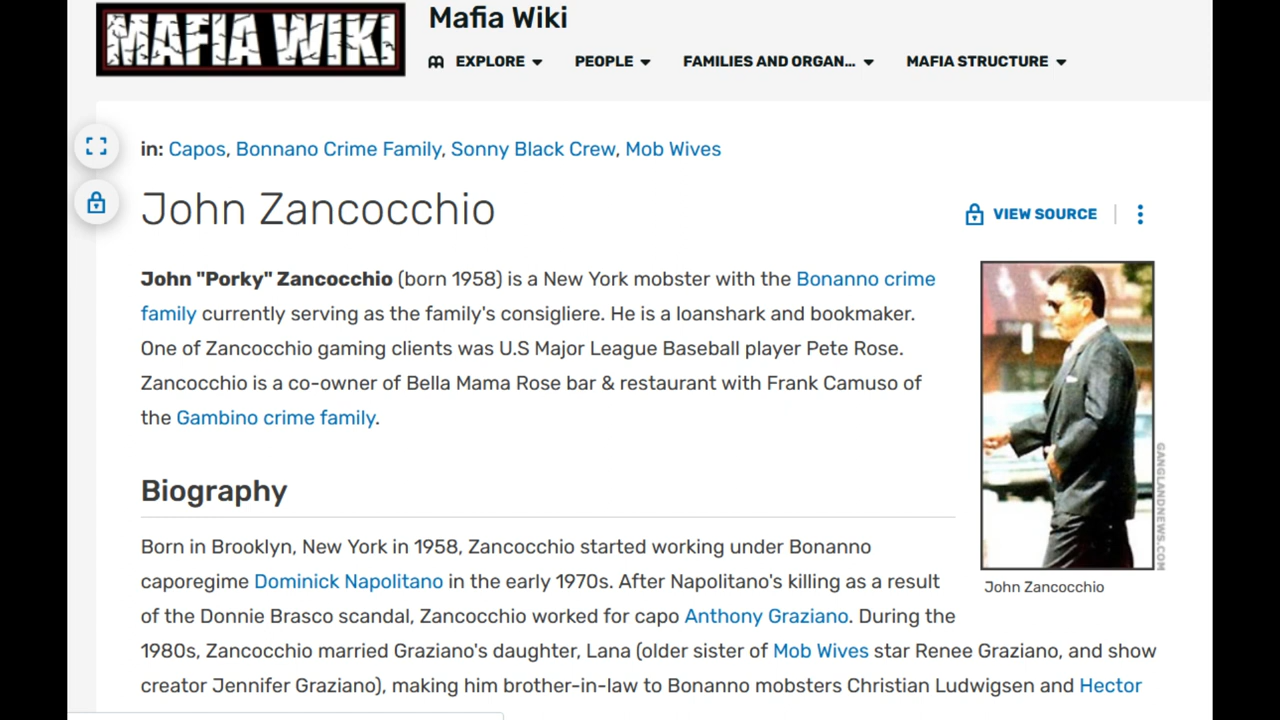 MAFIA WIKI
Mafia Wiki
EXPLORE
PEOPLE
FAMILIES AND ORGAN...
MAFIA STRUCTURE
in: Capos, Bonnano Crime Family, Sonny Black Crew, Mob Wives
John Zancocchio
VIEW SOURCE
John "Porky" Zancocchio (born 1958) is a New York mobster with the Bonanno crime
family currently serving as the family's consigliere. He is a loanshark and bookmaker.
One of Zancocchio gaming clients was U.S Major League Baseball player Pete Rose.
Zancocchio is a co-owner of Bella Mama Rose bar & restaurant with Frank Camuso of
the Gambino crime family.
GANGLANDNEWS.COM
John Zancocchio
Biography
Born in Brooklyn, New York in 1958, Zancocchio started working under Bonanno
caporegime Dominick Napolitano in the early 1970s. After Napolitano's killing as a result
of the Donnie Brasco scandal, Zancocchio worked for capo Anthony Graziano. During the
1980s, Zancocchio married Graziano's daughter, Lana (older sister of Mob Wives star Renee Graziano, and show
creator Jennifer Graziano), making him brother-in-law to Bonanno mobsters Christian Ludwigsen and Hector